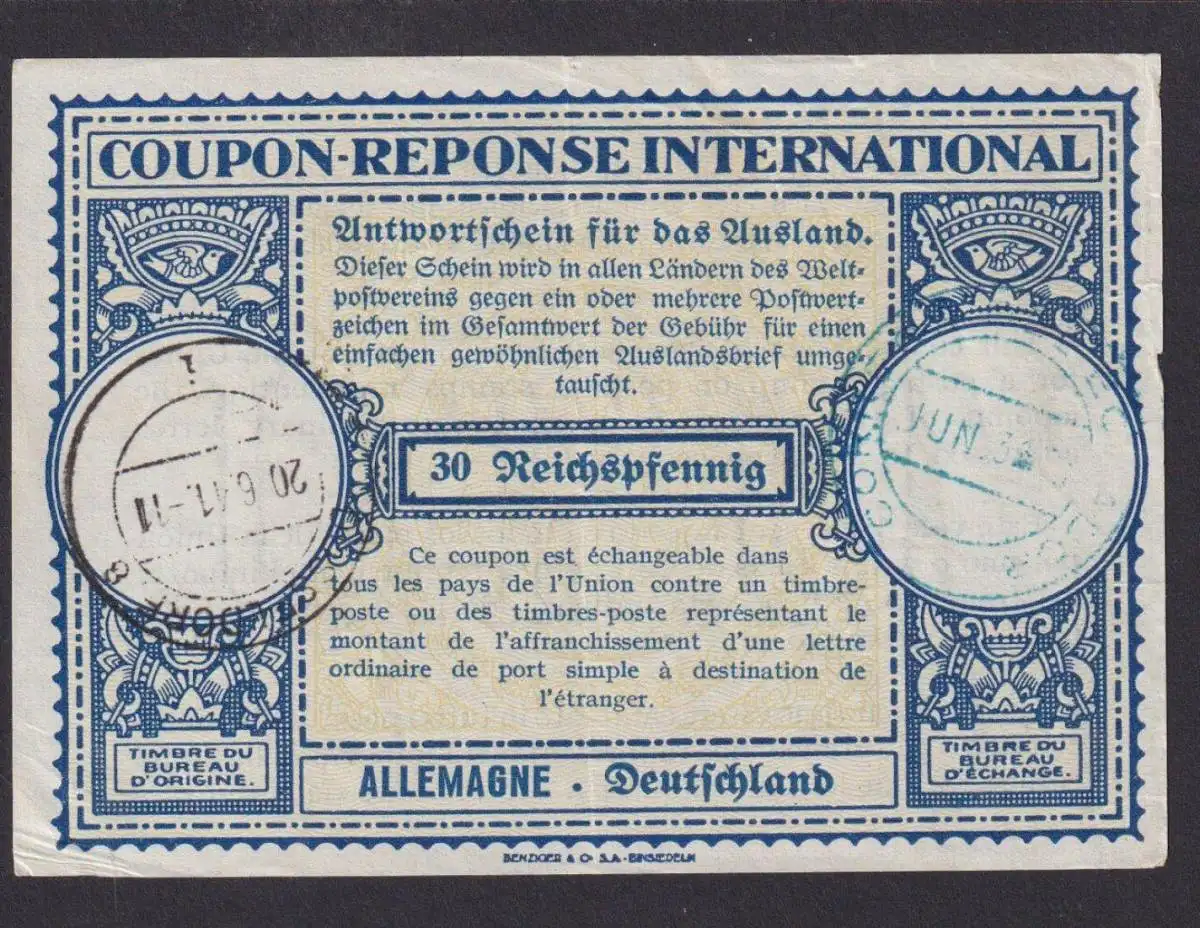 COUPON-REPONSE INTERNATIONAL
Antwortschein für das Ausland.
Dieser Schein wird in allen Ländern des Welt-
postvereins gegen ein oder mehrere Postwert-
zeichen im Gesamtwert der Gebühr für einen
einfachen gewöhnlichen Auslandsbrief umge-
tauscht.
30 Reichspfennig
Ce coupon est échangeable dans
tous les pays de l'Union contre un timbre-
poste ou des timbres-poste représentant le
montant de l'affranchissement d'une lettre
ordinaire de port simple à destination de
l'étranger.
1
20.6.41.-11
TIMBRE DU
BUREAU
D'ORIGINE.
JUN
TIMBRE DU
BUREAU
D'ÉCHANGE.
ALLEMAGNE . Deutschland
BENZIGER & Co S.A.-EINSIEDELN